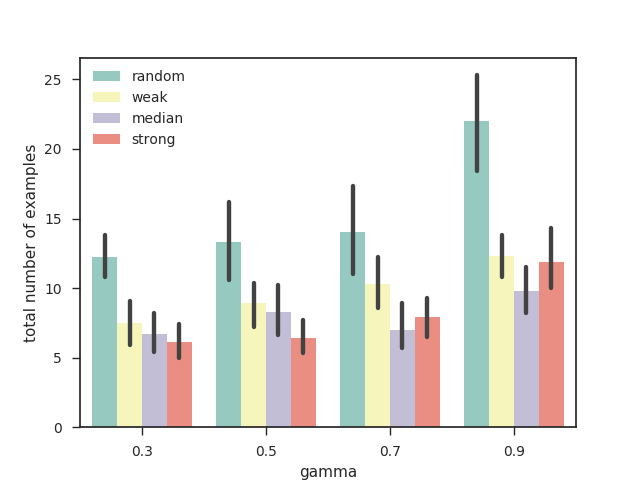 25
20
15
10
5
0
total number of examples
random
weak
median
strong
0.3 0.5 0.7 0.9
gamma